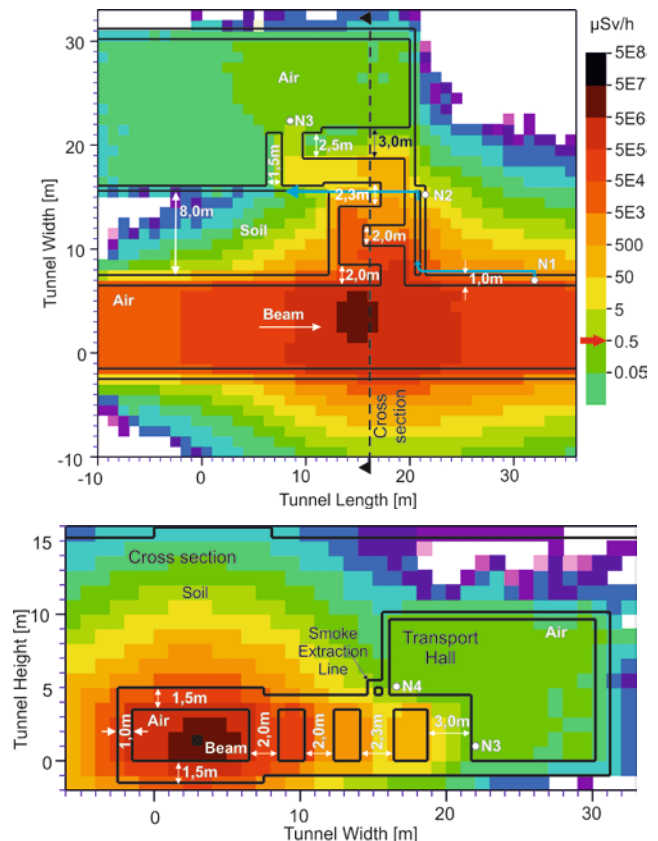 µSv/h
30
20
10
0
-10
Tunnel Width [m]
Air
N3
2,5m
3,0m
1,5m
2,3m
N2
8,0m
Soil
2,0m
N1
2,0m
1,0m
Air
Beam
Cross
section
-10 0 10 20 30
Tunnel Length [m]
5E8
5E7
5E6
5E5
5E4
5E3
500
50
5
0.5
0.05
Cross section
Soil
Air
Smoke
Extraction
Line
Transport
Hall
N4
1,5m
1,0m
Air
Beam
2,0m
2,0m
2,3m
3,0m
N3
1,5m
15
10
5
0
Tunnel Height [m]
0 10 20 30
Tunnel Width [m]